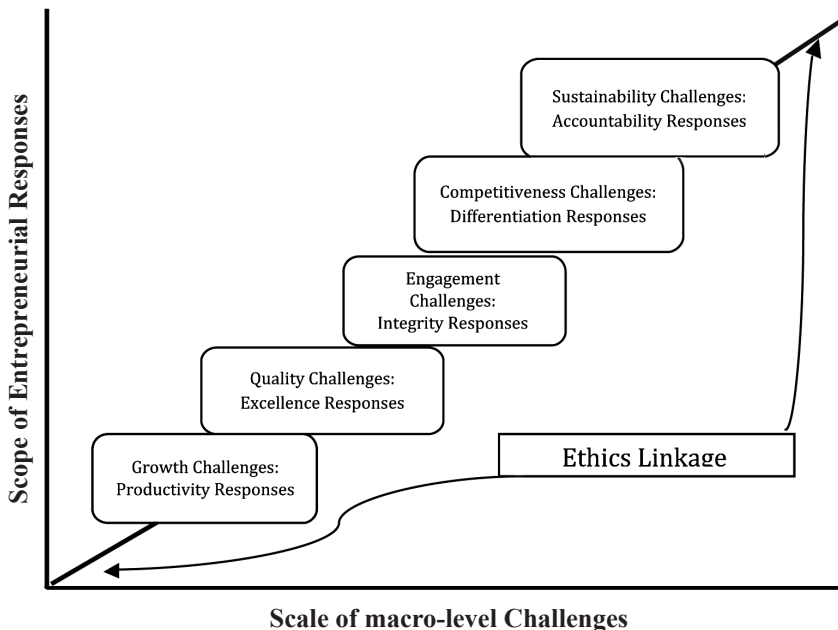 Scope of Entrepreneurial Responses
Sustainability Challenges:
Accountability Responses
Competitiveness Challenges:
Differentiation Responses
Engagement
Challenges:
Integrity Responses
Quality Challenges:
Excellence Responses
Growth Challenges:
Productivity Responses
Ethics Linkage
Scale of macro-level Challenges